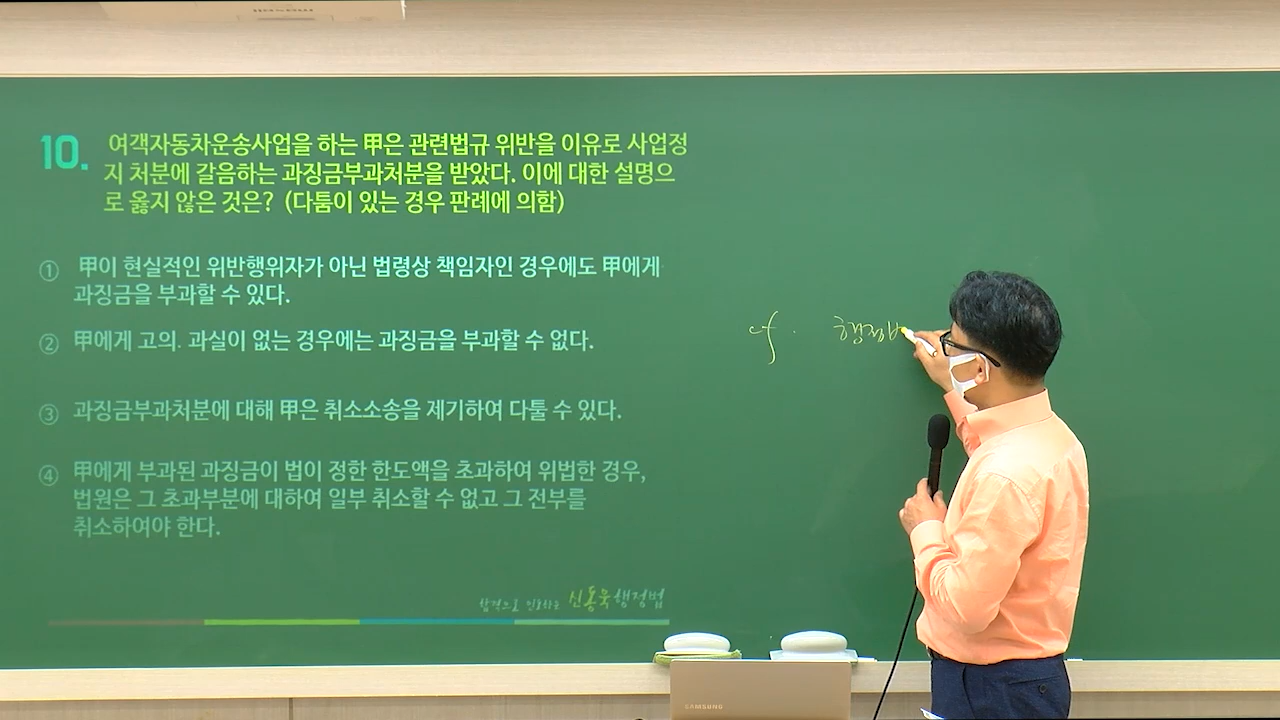 10. 여객자동차운송사업을 하는 甲은 관련법규 위반을 이유로 사업정
지 처분에 갈음하는 과징금부과처분을 받았다. 이에 대한 설명으
로 옳지 않은 것은? (다툼이 있는 경우 판례에 의함)
① 甲이 현실적인 위반행위자가 아닌 법령상 책임자인 경우에도 甲에게
과징금을 부과할 수 있다.
② 甲에게 고의· 과실이 없는 경우에는 과징금을 부과할 수 없다.
③ 과징금부과처분에 대해 甲은 취소소송을 제기하여 다툴 수 있다.
④ 甲에게 부과된 과징금이 법이 정한 한도액을 초과하여 위법한 경우,
법원은 그 초과부분에 대하여 일부 취소할 수 없고 그 전부를
취소하여야 한다.
cf. 행정
신동욱행정법
SAMSUNG